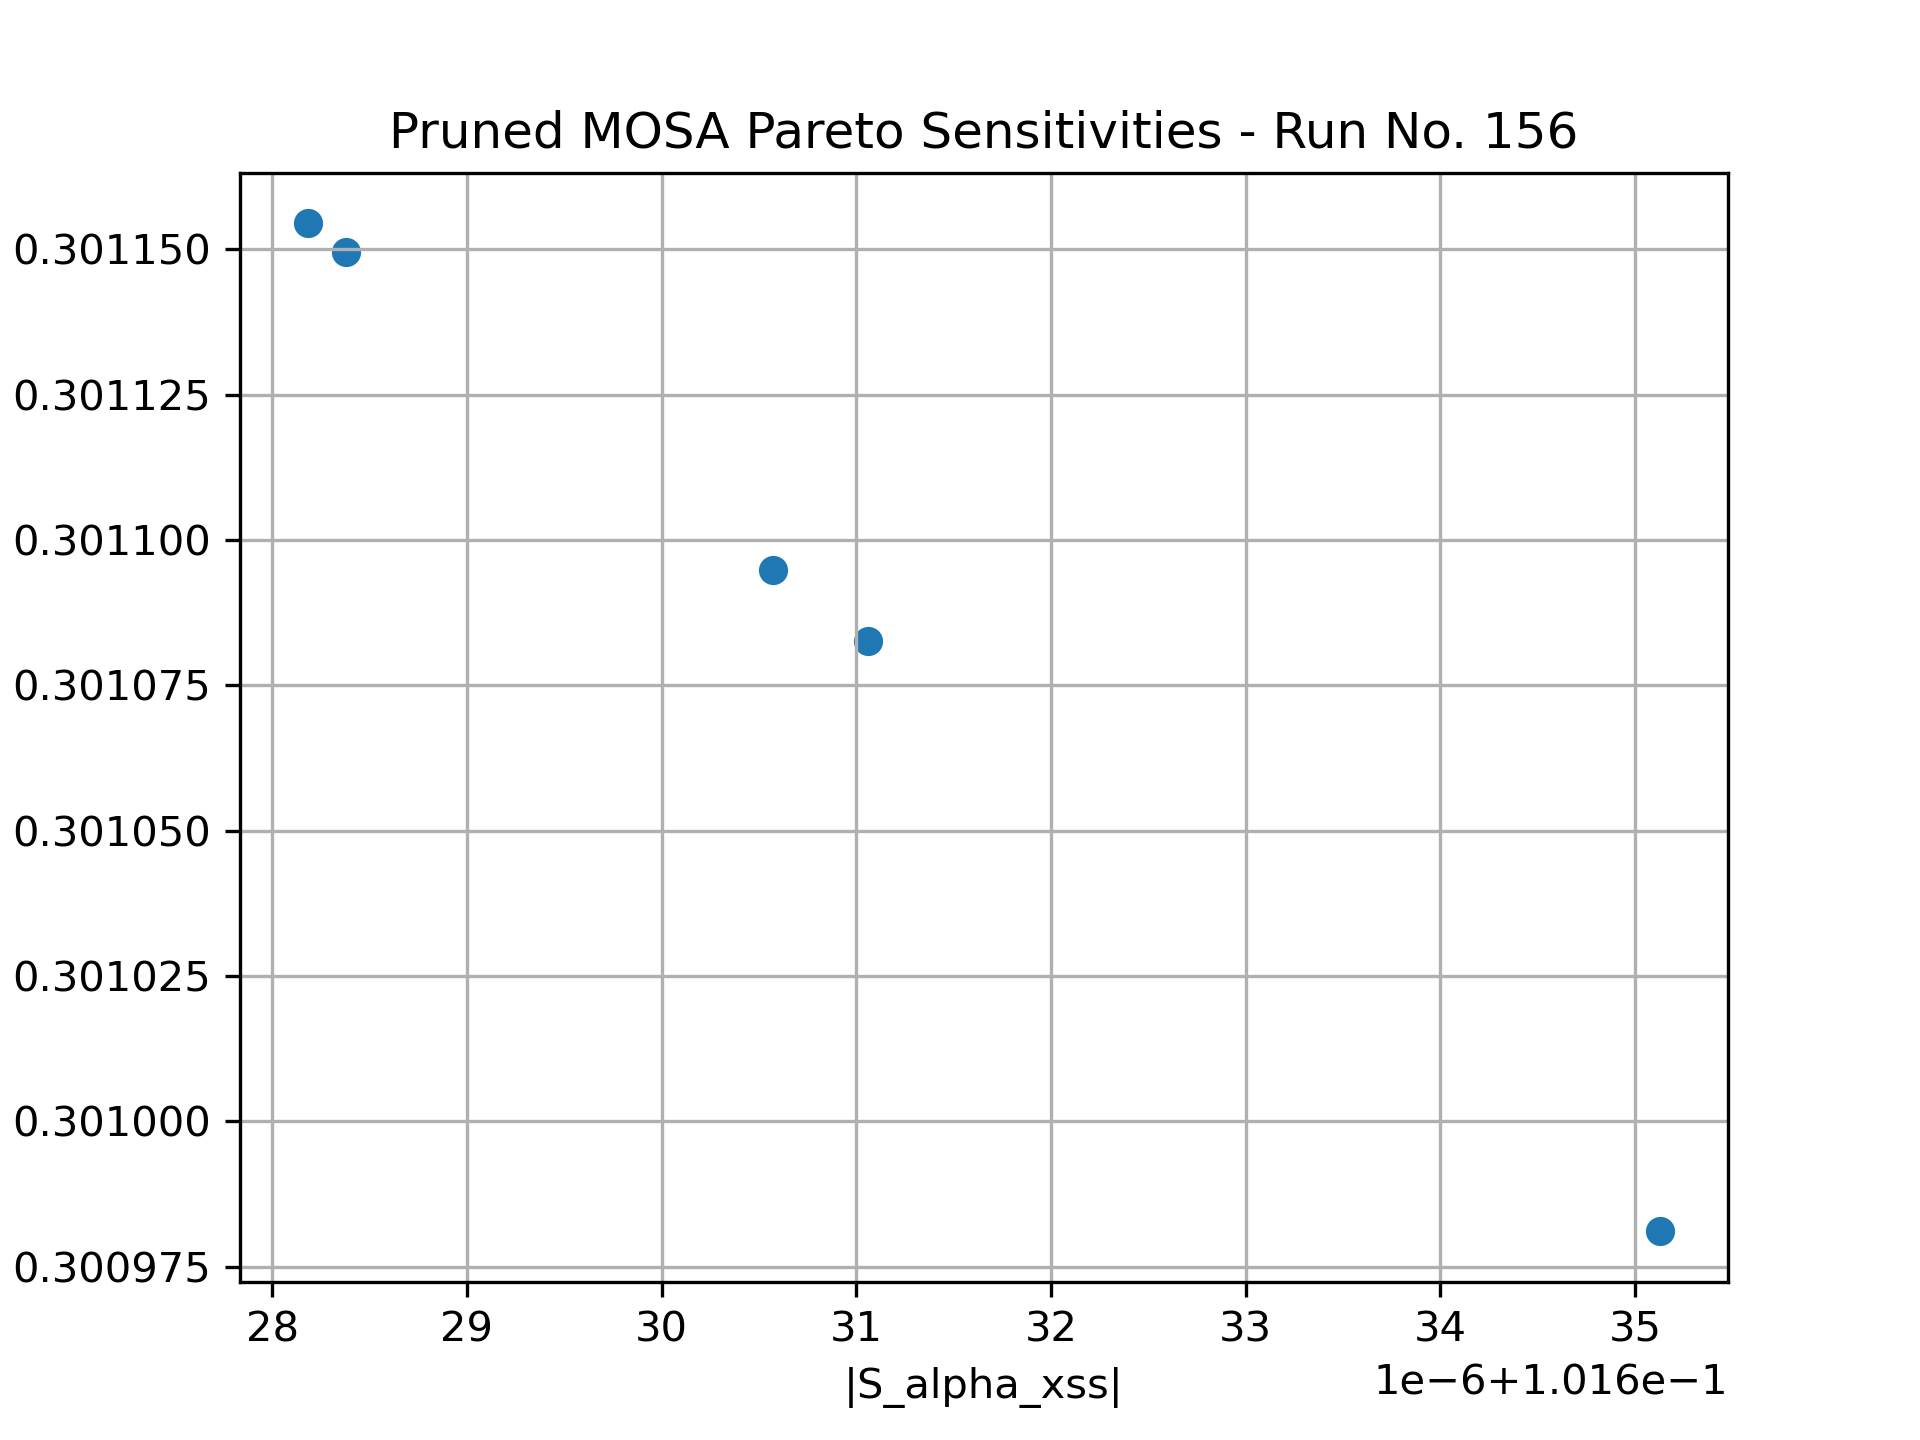 Pruned MOSA Pareto Sensitivities - Run No. 156
0.301150
0.301125
0.301100
0.301075
0.301050
0.301025
0.301000
0.300975
28 29 30 31 32 33 34 35
|S_alpha_xss|
1e−6+1.016e−1